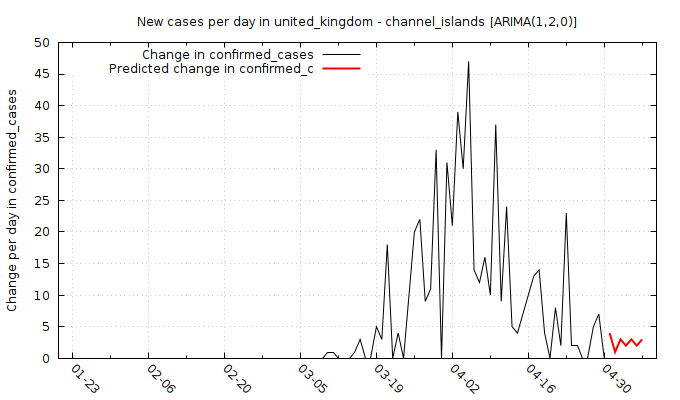 New cases per day in united_kingdom - channel_islands [ARIMA(1,2,0)]
Change in confirmed_cases
Predicted change in confirmed_c
Change per day in confirmed_cases
50
45
40
35
30
25
20
15
10
5
0
01-23 02-06 02-20 03-05 03-19 04-02 04-16 04-30